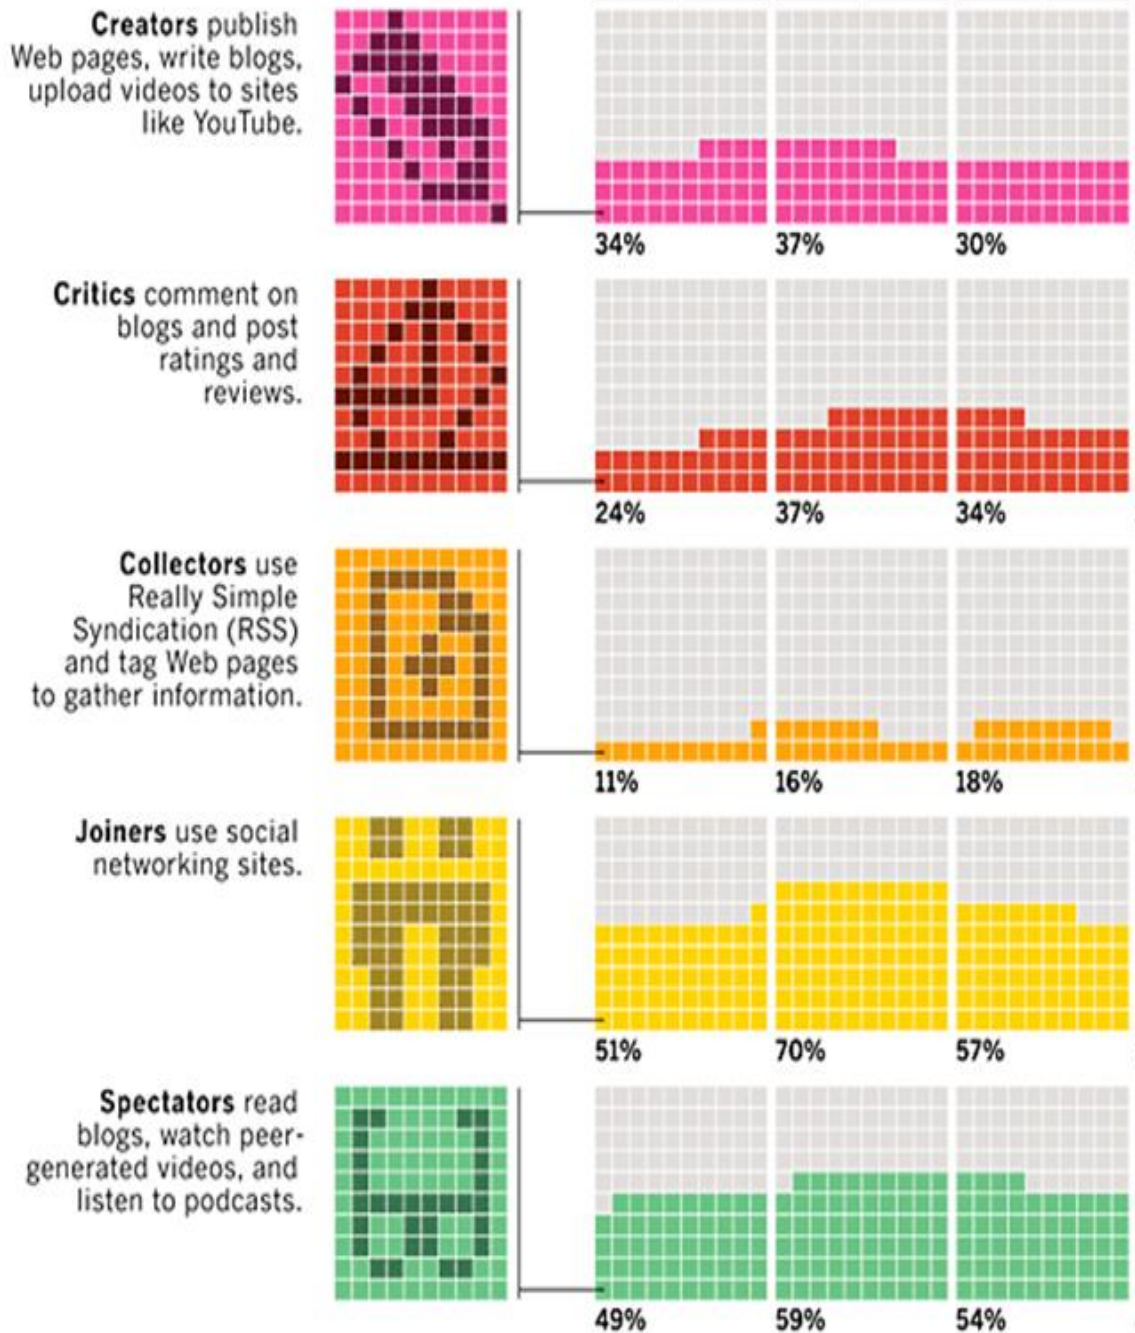 Creators publish
Web pages, write blogs,
upload videos to sites
like YouTube.
34% 37% 30%
Critics comment on
blogs and post
ratings and
reviews.
24% 37% 34%
Collectors use
Really Simple
Syndication (RSS)
and tag Web pages
to gather information.
11% 16% 18%
Joiners use social
networking sites.
51% 70% 57%
Spectators read
blogs, watch peer-
generated videos, and
listen to podcasts.
49% 59% 54%